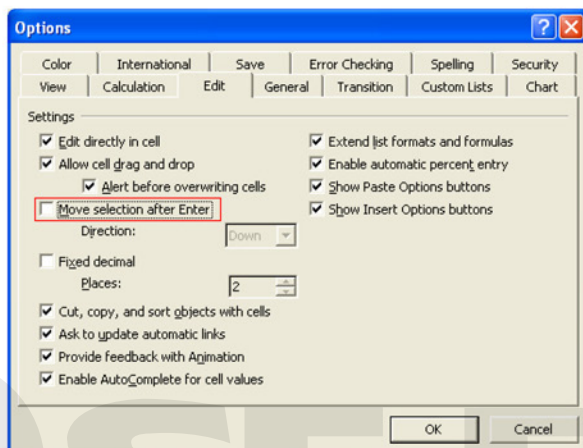 Options
Color International Save Error Checking Spelling Security
View Calculation Edit General Transition Custom Lists Chart
Settings
Edit directly in cell
Allow cell drag and drop
Alert before overwriting cells
Move selection after Enter
Direction: Down
Fixed decimal
Places: 2
Cut, copy, and sort objects with cells
Ask to update automatic links
Provide feedback with Animation
Enable AutoComplete for cell values
Extend list formats and formulas
Enable automatic percent entry
Show Paste Options buttons
Show Insert Options buttons
OK Cancel